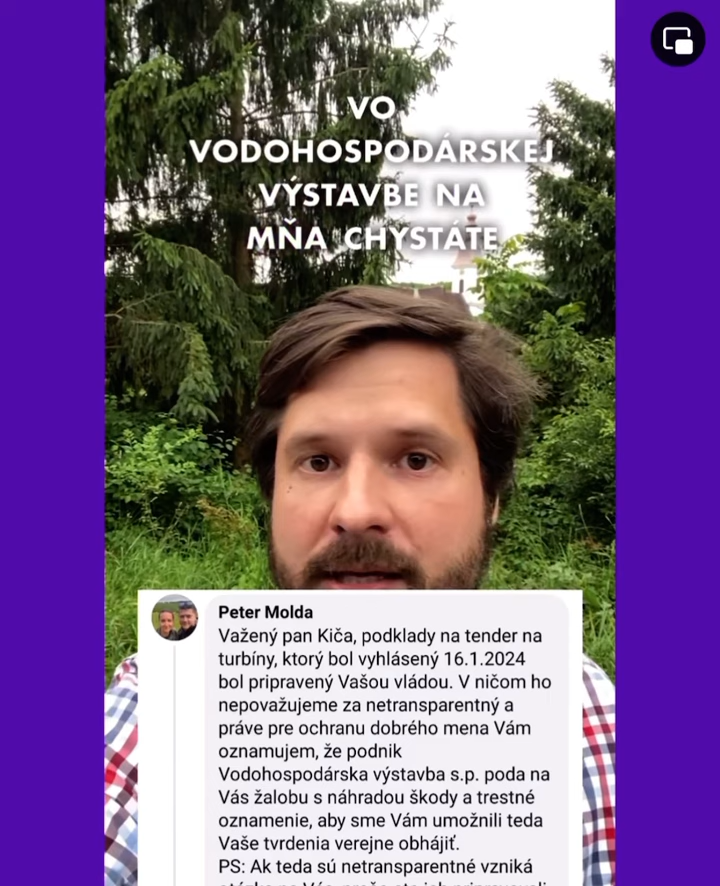 VO
VODOHOSPODÁRSKEJ
VÝSTAVBE NA
MŇA CHYSTÁTE
Peter Molda
Važený pan Kiča, podklady na tender na
turbíny, ktorý bol vyhlásený 16.1.2024
bol pripravený Vašou vládou. V ničom ho
nepovažujeme za netransparentný a
práve pre ochranu dobrého mena Vám
oznamujem, že podnik
Vodohospodárska výstavba s.p. poda na
Vás žalobu s náhradou škody a trestné
oznamenie, aby sme Vám umožnili teda
Vaše tvrdenia verejne obhájiť.
PS: Ak teda sú netransparentné vzniká